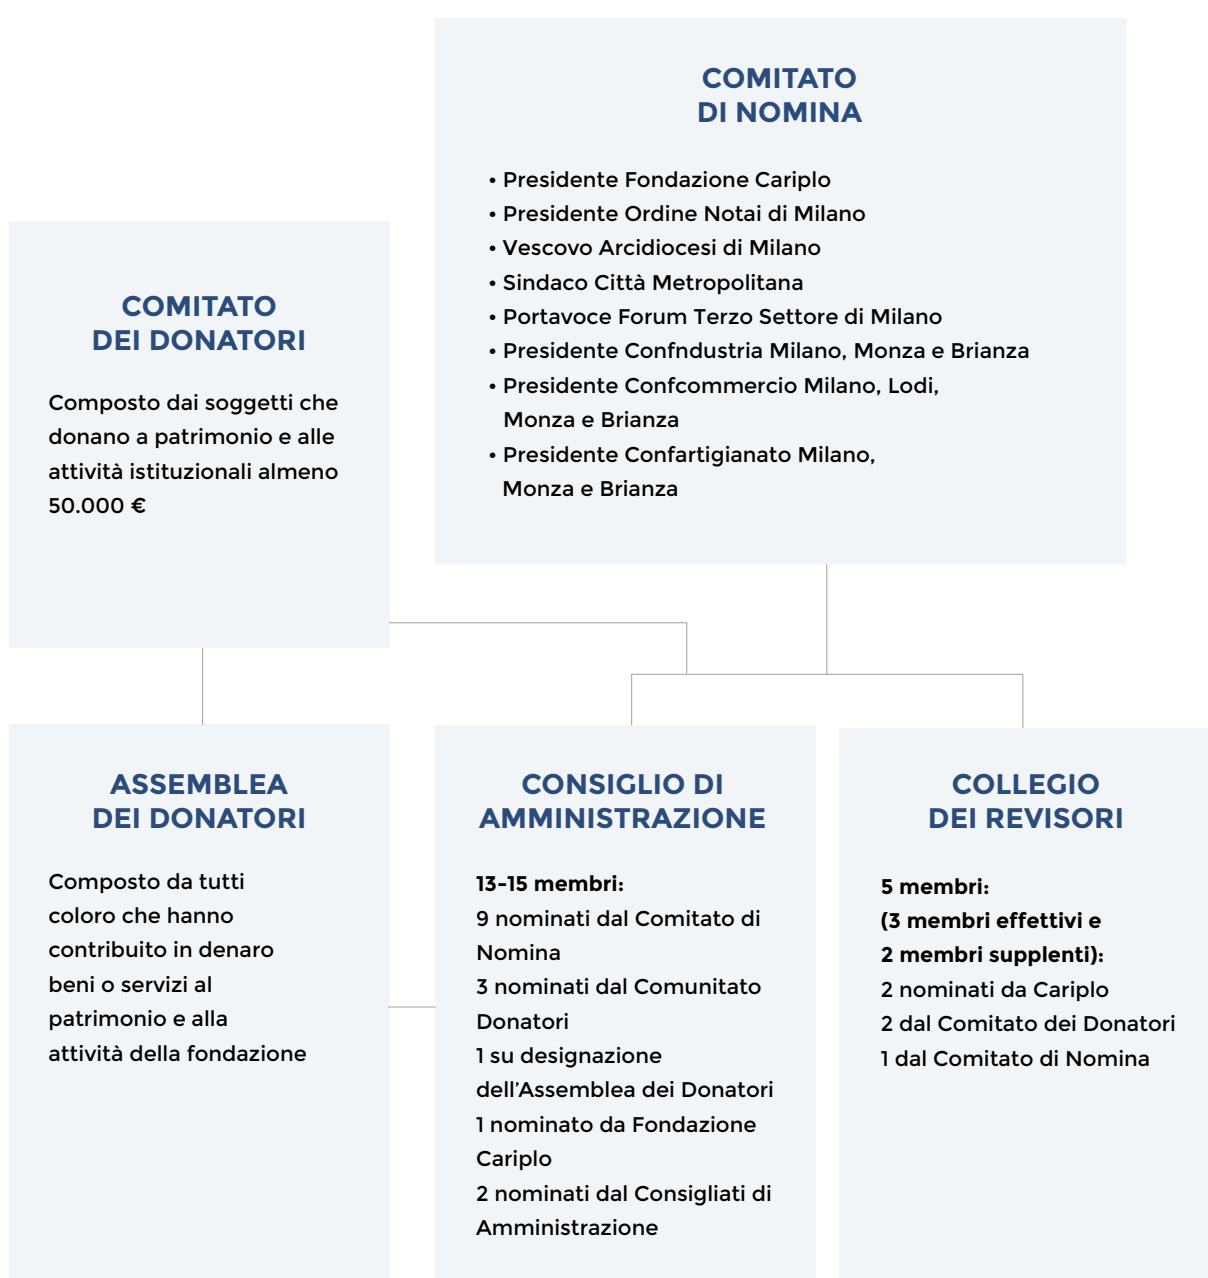 COMITATO
DI NOMINA
• Presidente Fondazione Cariplo
• Presidente Ordine Notai di Milano
• Vescovo Arcidiocesi di Milano
• Sindaco Città Metropolitana
• Portavoce Forum Terzo Settore di Milano
• Presidente Confndustria Milano, Monza e Brianza
• Presidente Confcommercio Milano, Lodi,
Monza e Brianza
• Presidente Confartigianato Milano,
Monza e Brianza
COMITATO
DEI DONATORI
Composto dai soggetti che
donano a patrimonio e alle
attività istituzionali almeno
50.000 €
ASSEMBLEA
DEI DONATORI
Composto da tutti
coloro che hanno
contribuito in denaro
beni o servizi al
patrimonio e alla
attività della fondazione
CONSIGLIO DI
AMMINISTRAZIONE
13-15 membri:
9 nominati dal Comitato di
Nomina
3 nominati dal Comunitato
Donatori
1 su designazione
dell’Assemblea dei Donatori
1 nominato da Fondazione
Cariplo
2 nominati dal Consigliati di
Amministrazione
COLLEGIO
DEI REVISORI
5 membri:
(3 membri effettivi e
2 membri supplenti):
2 nominati da Cariplo
2 dal Comitato dei Donatori
1 dal Comitato di Nomina